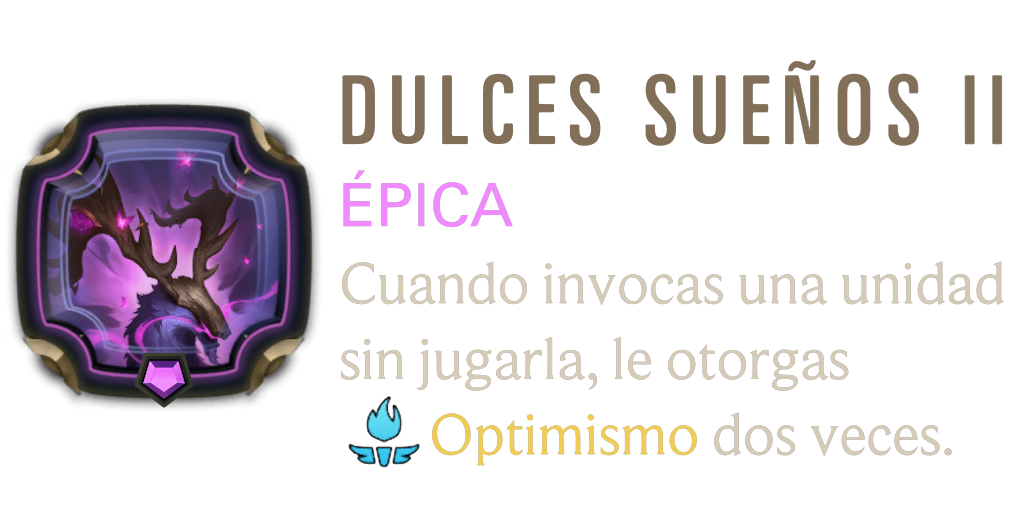 DULCES SUEÑOS II
ÉPICA
Cuando invocas una unidad
sin jugarla, le otorgas
Optimismo dos veces.